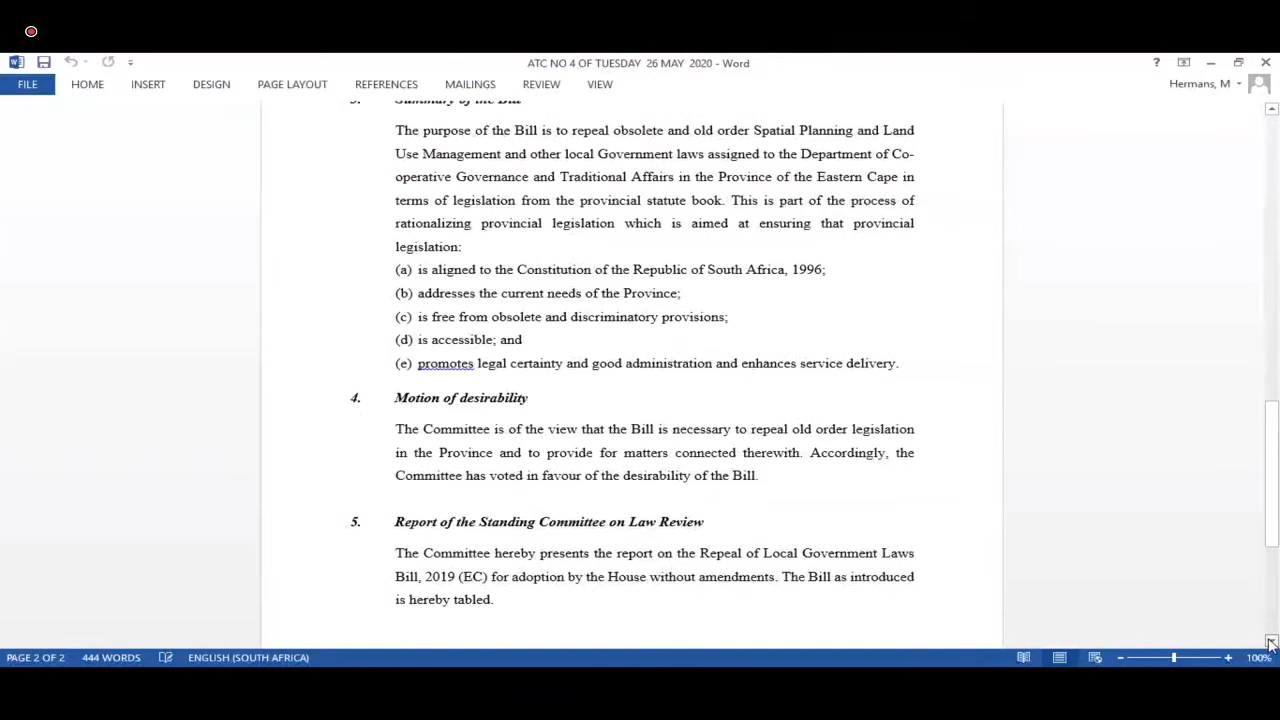 ATC NO 4 OF TUESDAY 26 MAY 2020 - Word
FILE HOME INSERT DESIGN PAGE LAYOUT REFERENCES MAILINGS REVIEW VIEW Hermans, M
3. Summary of the Bill
The purpose of the Bill is to repeal obsolete and old order Spatial Planning and Land
Use Management and other local Government laws assigned to the Department of Co-
operative Governance and Traditional Affairs in the Province of the Eastern Cape in
terms of legislation from the provincial statute book. This is part of the process of
rationalizing provincial legislation which is aimed at ensuring that provincial
legislation:
(a) is aligned to the Constitution of the Republic of South Africa, 1996;
(b) addresses the current needs of the Province;
(c) is free from obsolete and discriminatory provisions;
(d) is accessible; and
(e) promotes legal certainty and good administration and enhances service delivery.
4. Motion of desirability
The Committee is of the view that the Bill is necessary to repeal old order legislation
in the Province and to provide for matters connected therewith. Accordingly, the
Committee has voted in favour of the desirability of the Bill.
5. Report of the Standing Committee on Law Review
The Committee hereby presents the report on the Repeal of Local Government Laws
Bill, 2019 (EC) for adoption by the House without amendments. The Bill as introduced
is hereby tabled.
PAGE 2 OF 2 444 WORDS ENGLISH (SOUTH AFRICA) 100%